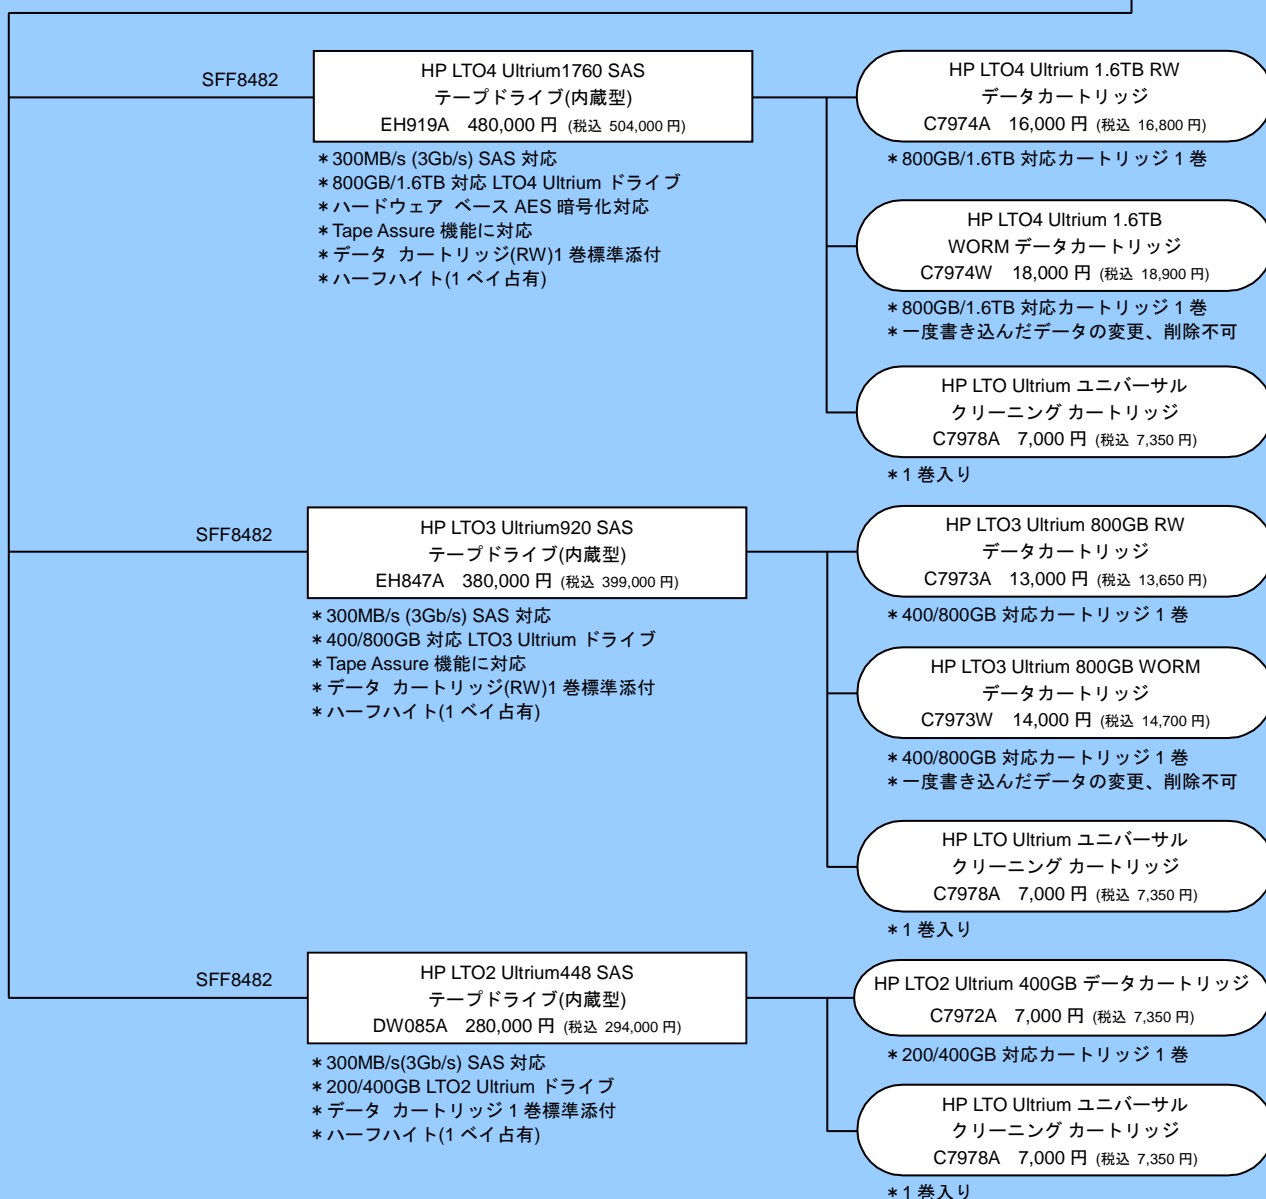 SFF8482
HP LTO4 Ultrium1760 SAS
テープドライブ(内蔵型)
EH919A 480,000 円 (税込 504,000 円)
*300MB/s (3Gb/s) SAS 対応
*800GB/1.6TB 対応 LTO4 Ultrium ドライブ
*ハードウェア ベース AES 暗号化対応
*Tape Assure 機能に対応
*データ カートリッジ(RW)1 巻標準添付
*ハーフハイト(1 ベイ占有)
HP LTO4 Ultrium 1.6TB RW
データカートリッジ
C7974A 16,000 円 (税込 16,800 円)
*800GB/1.6TB 対応カートリッジ 1 巻
HP LTO4 Ultrium 1.6TB
WORM データカートリッジ
C7974W 18,000 円 (税込 18,900 円)
*800GB/1.6TB 対応カートリッジ 1 巻
*一度書き込んだデータの変更、削除不可
HP LTO Ultrium ユニバーサル
クリーニング カートリッジ
C7978A 7,000 円 (税込 7,350 円)
*1 巻入り
SFF8482
HP LTO3 Ultrium920 SAS
テープドライブ(内蔵型)
EH847A 380,000 円 (税込 399,000 円)
*300MB/s (3Gb/s) SAS 対応
*400/800GB 対応 LTO3 Ultrium ドライブ
*Tape Assure 機能に対応
*データ カートリッジ(RW)1 巻標準添付
*ハーフハイト(1 ベイ占有)
HP LTO3 Ultrium 800GB RW
データカートリッジ
C7973A 13,000 円 (税込 13,650 円)
*400/800GB 対応カートリッジ 1 巻
HP LTO3 Ultrium 800GB WORM
データカートリッジ
C7973W 14,000 円 (税込 14,700 円)
*400/800GB 対応カートリッジ 1 巻
*一度書き込んだデータの変更、削除不可
HP LTO Ultrium ユニバーサル
クリーニング カートリッジ
C7978A 7,000 円 (税込 7,350 円)
*1 巻入り
SFF8482
HP LTO2 Ultrium448 SAS
テープドライブ(内蔵型)
DW085A 280,000 円 (税込 294,000 円)
*300MB/s(3Gb/s) SAS 対応
*200/400GB LTO2 Ultrium ドライブ
*データ カートリッジ 1 巻標準添付
*ハーフハイト(1 ベイ占有)
HP LTO2 Ultrium 400GB データカートリッジ
C7972A 7,000 円 (税込 7,350 円)
*200/400GB 対応カートリッジ 1 巻
HP LTO Ultrium ユニバーサル
クリーニング カートリッジ
C7978A 7,000 円 (税込 7,350 円)
*1 巻入り